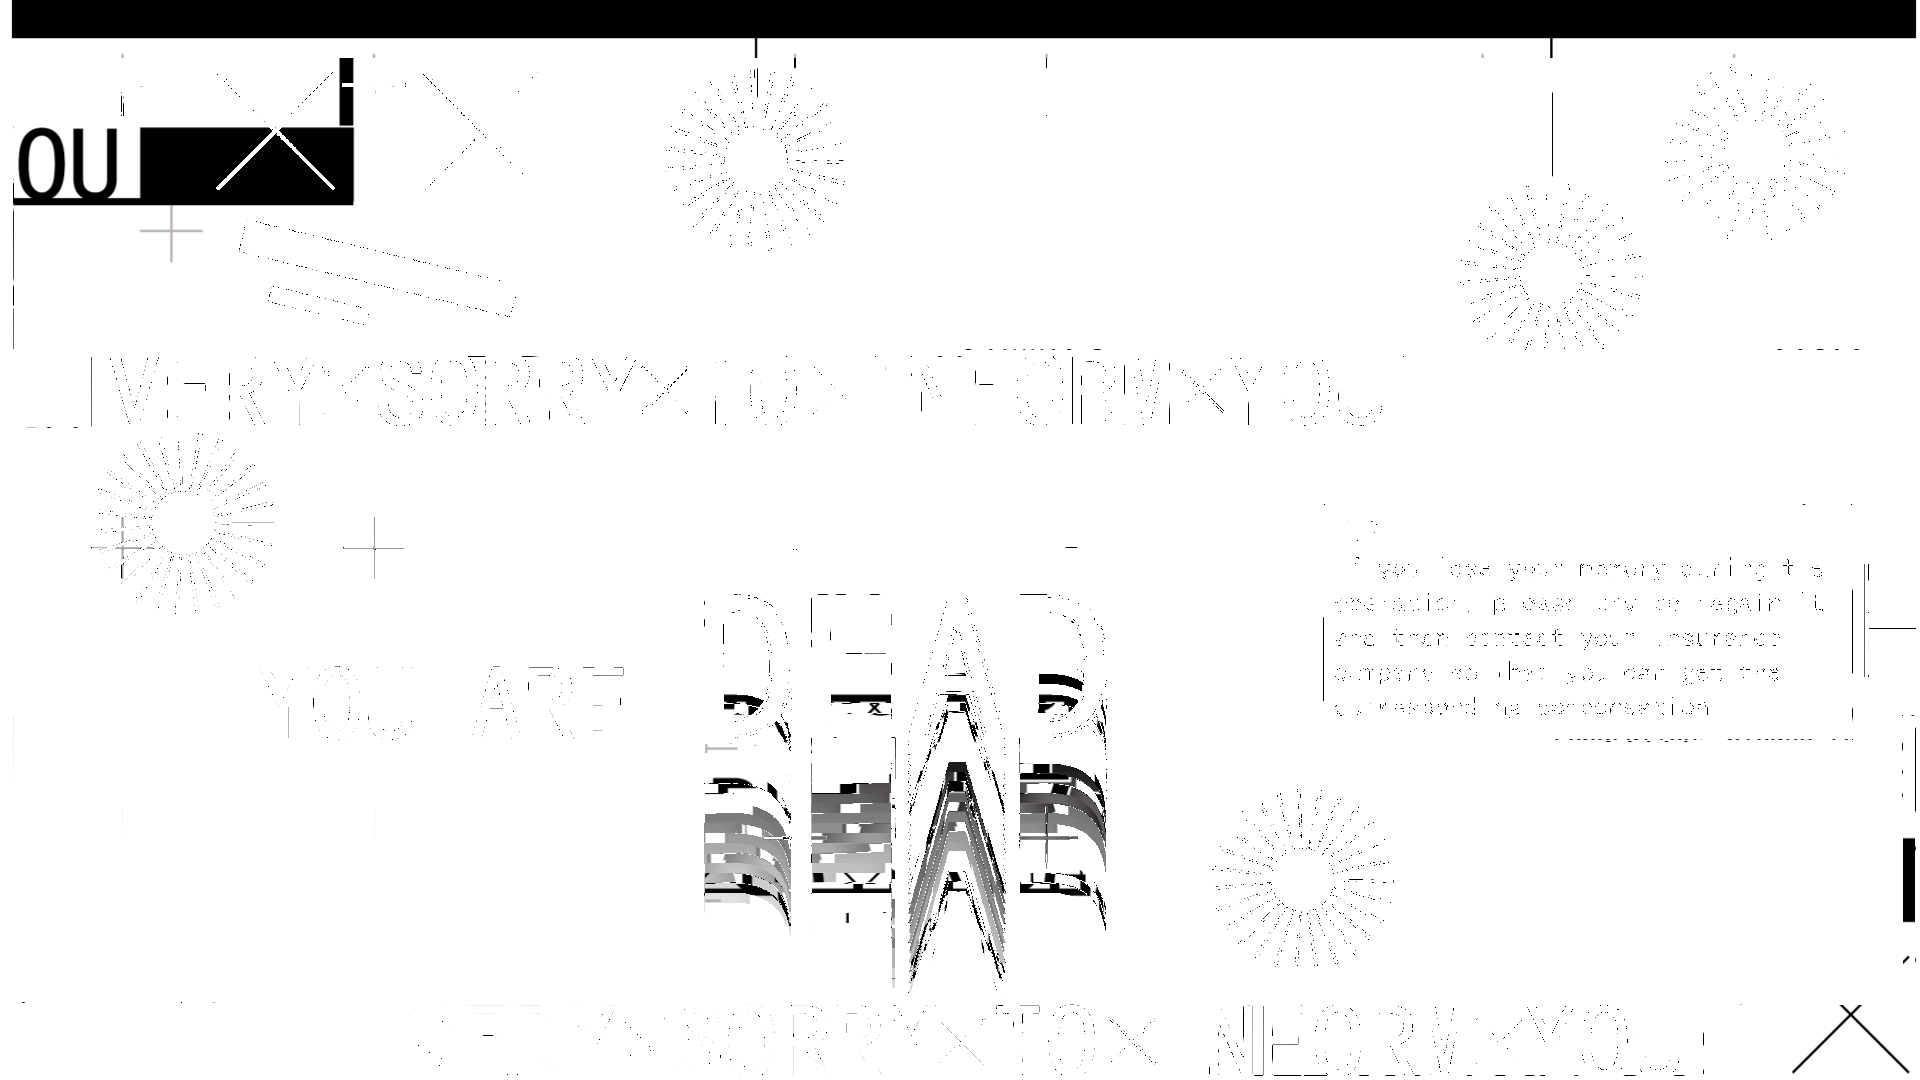 OU
VERY×SORRY×TO×INFORM×YOU
If you lose your memory during the
operation, please try to regain it
and then contact your insurance
company so that you can get the
corresponding compensation
YOU ARE DEAD
VERY×SORRY×TO×INFORM×YOU